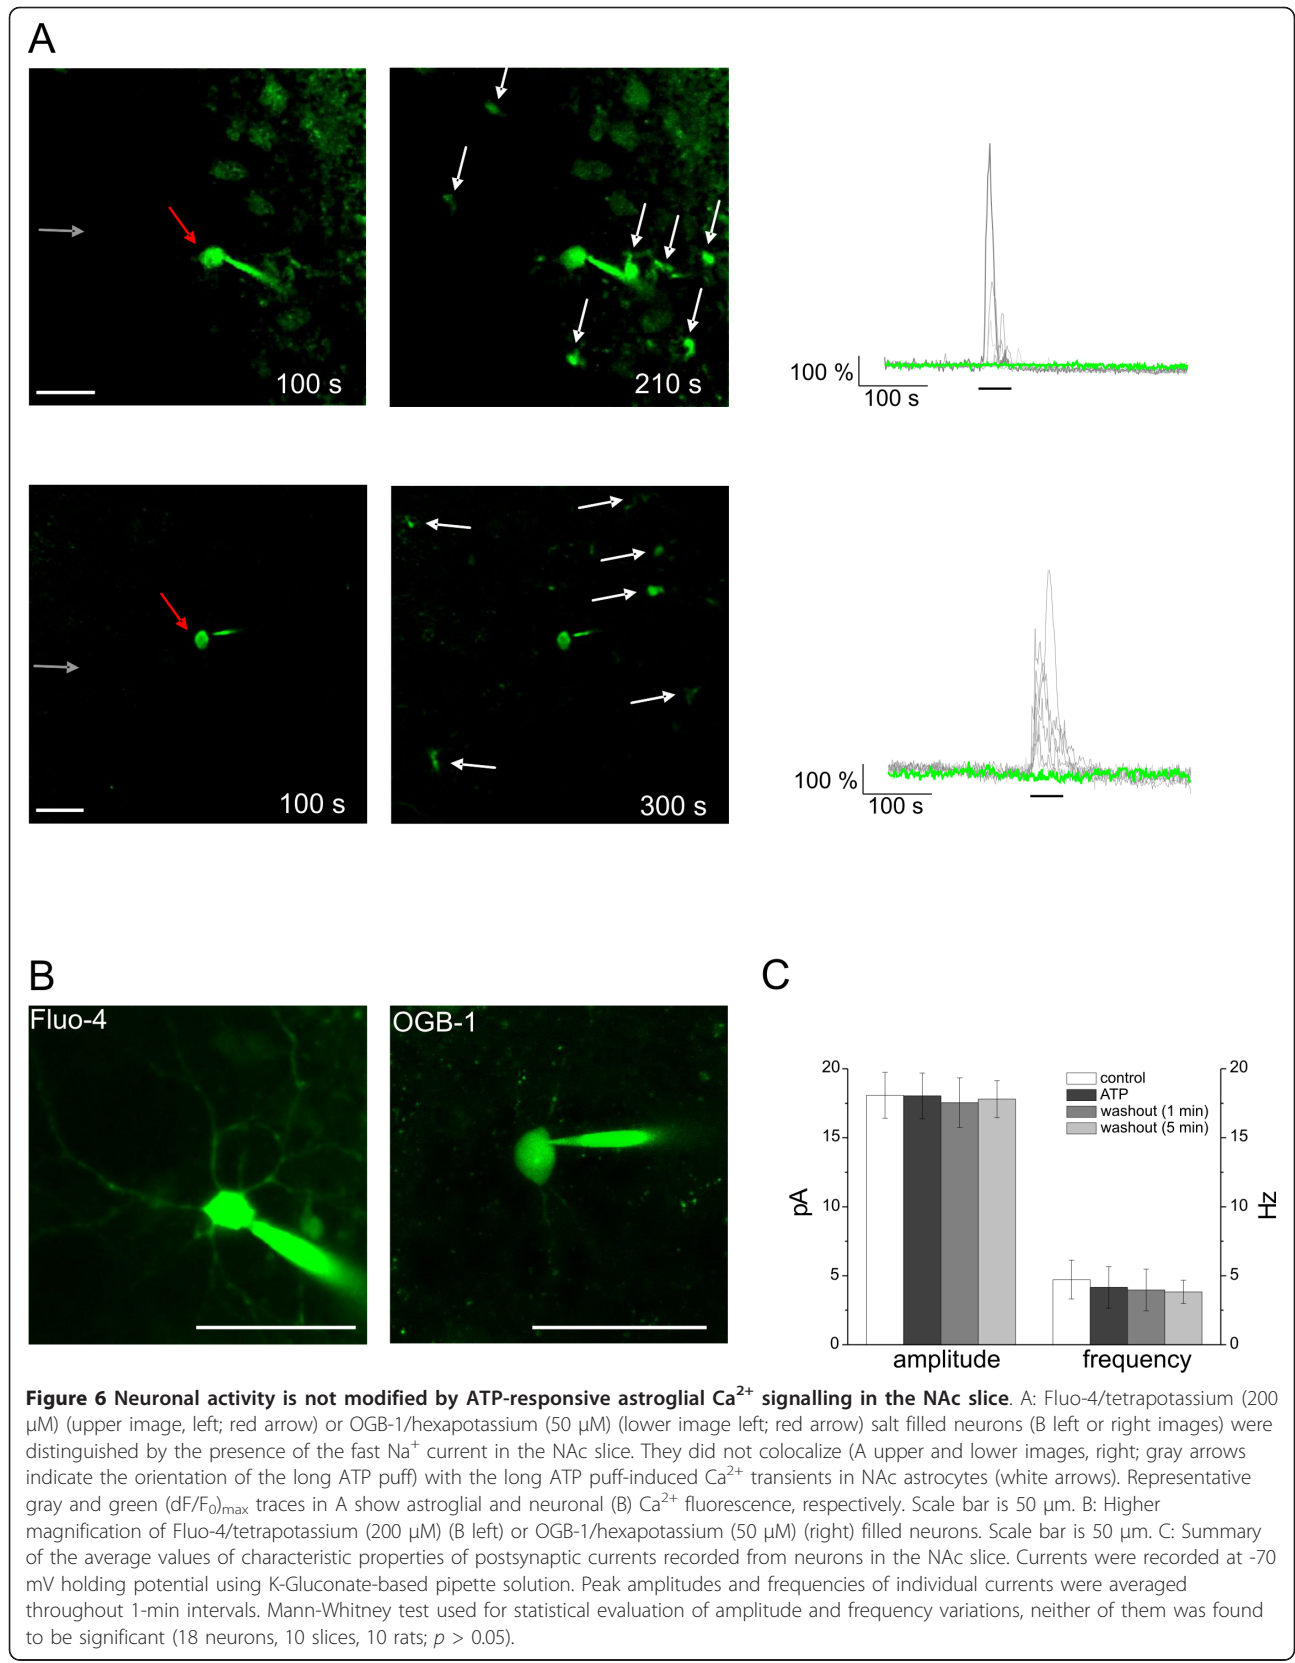 A
100 s
210 s
100 %
100 s
100 s
300 s
100 %
100 s
B
C
Fluo-4
OGB-1
20
15
10
5
0
pA
control
ATP
washout (1 min)
washout (5 min)
20
15
10
5
0
Hz
amplitude
frequency
Figure 6 Neuronal activity is not modified by ATP-responsive astroglial Ca²⁺ signalling in the NAc slice. A: Fluo-4/tetrapotassium (200
μM) (upper image, left; red arrow) or OGB-1/hexapotassium (50 μM) (lower image left; red arrow) salt filled neurons (B left or right images) were
distinguished by the presence of the fast Na⁺ current in the NAc slice. They did not colocalize (A upper and lower images, right; gray arrows
indicate the orientation of the long ATP puff) with the long ATP puff-induced Ca²⁺ transients in NAc astrocytes (white arrows). Representative
gray and green (dF/F₀)max traces in A show astroglial and neuronal (B) Ca²⁺ fluorescence, respectively. Scale bar is 50 μm. B: Higher
magnification of Fluo-4/tetrapotassium (200 μM) (B left) or OGB-1/hexapotassium (50 μM) (right) filled neurons. Scale bar is 50 μm. C: Summary
of the average values of characteristic properties of postsynaptic currents recorded from neurons in the NAc slice. Currents were recorded at -70
mV holding potential using K-Gluconate-based pipette solution. Peak amplitudes and frequencies of individual currents were averaged
throughout 1-min intervals. Mann-Whitney test used for statistical evaluation of amplitude and frequency variations, neither of them was found
to be significant (18 neurons, 10 slices, 10 rats; p > 0.05).